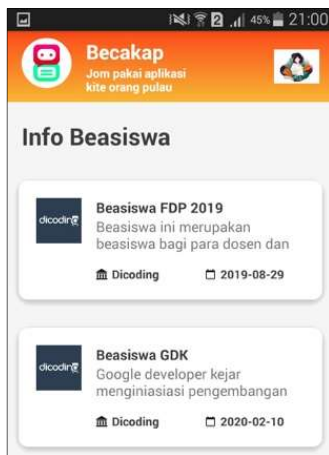 2 45% 21:00
Becakap
Jom pakai aplikasi
kite orang pulau
Info Beasiswa
dicoding
Beasiswa FDP 2019
Beasiswa ini merupakan
beasiswa bagi para dosen dan
Dicoding 2019-08-29
dicoding
Beasiswa GDK
Google developer kejar
menginiasiasi pengembangan
Dicoding 2020-02-10